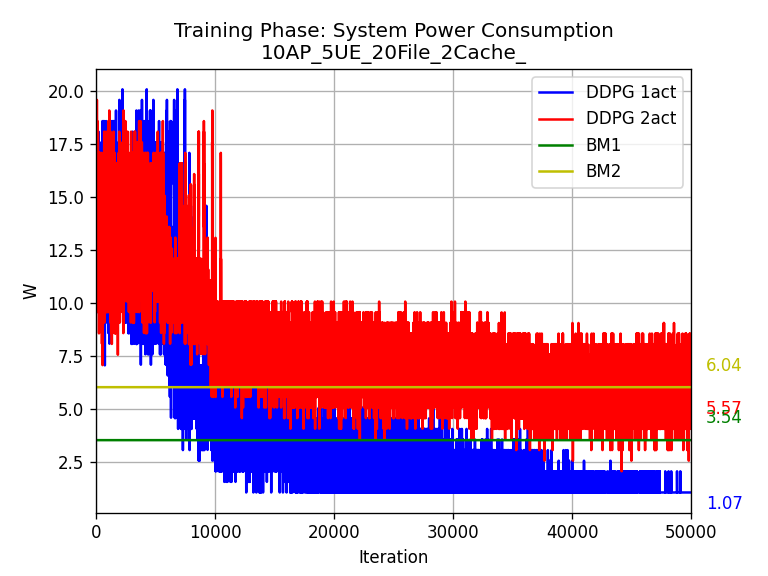 Training Phase: System Power Consumption
10AP_5UE_20File_2Cache_
DDPG 1act
DDPG 2act
BM1
BM2
W
20.0
17.5
15.0
12.5
10.0
7.5
5.0
2.5
6.04
5.57
3.54
1.07
0
10000
20000
30000
40000
50000
Iteration